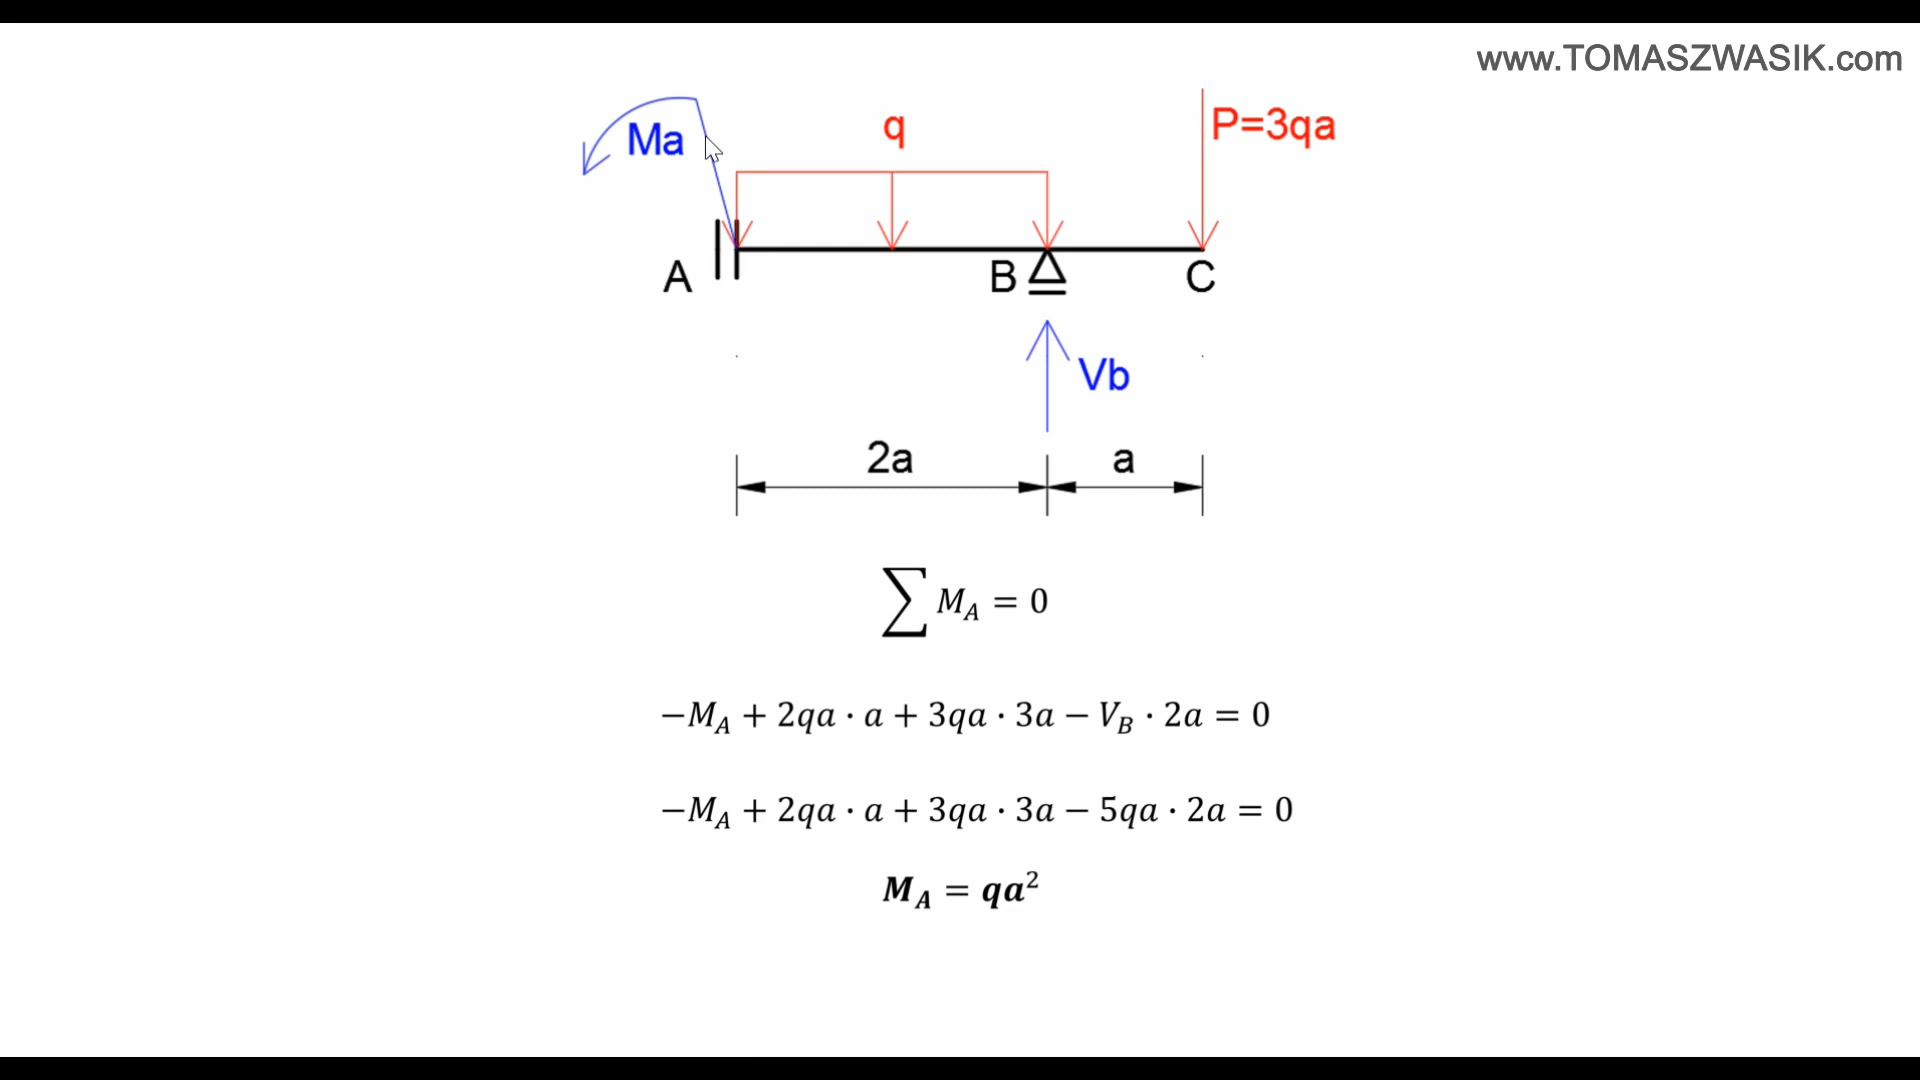 www.TOMASZWASIK.com
Ma
q
P=3qa
A
B
C
Vb
2a
a
∑ M_A = 0
−M_A + 2qa · a + 3qa · 3a − V_B · 2a = 0
−M_A + 2qa · a + 3qa · 3a − 5qa · 2a = 0
M_A = qa²